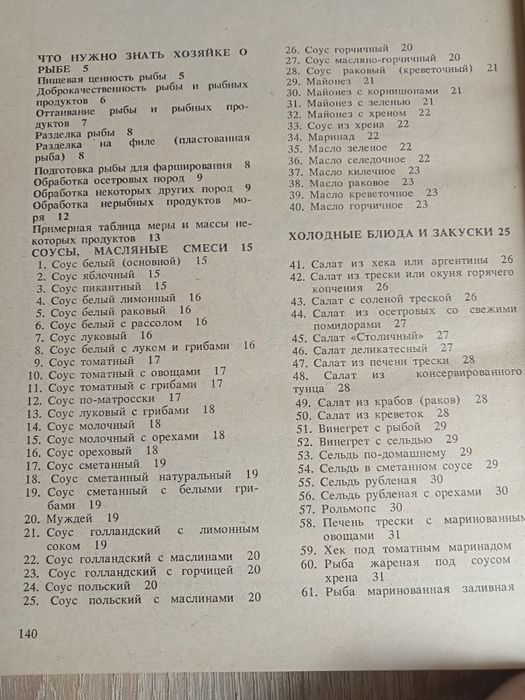 ЧТО НУЖНО ЗНАТЬ ХОЗЯЙКЕ О
РЫБЕ 5
Пищевая ценность рыбы 5
Доброкачественность рыбы и рыбных
продуктов 6
Оттаивание рыбы и рыбных про-
дуктов 7
Разделка рыбы 8
Разделка на филе (пластованная
рыба) 8
Подготовка рыбы для фарширования 8
Обработка осетровых пород 9
Обработка некоторых других пород 9
Обработка нерыбных продуктов мо-
ря 12
Примерная таблица меры и массы не-
которых продуктов 13
СОУСЫ, МАСЛЯНЫЕ СМЕСИ 15
1. Соус белый (основной) 15
2. Соус яблочный 15
3. Соус пикантный 15
4. Соус белый лимонный 16
5. Соус белый раковый 16
6. Соус белый с рассолом 16
7. Соус луковый 16
8. Соус белый с луком и грибами 16
9. Соус томатный 17
10. Соус томатный с овощами 17
11. Соус томатный с грибами 17
12. Соус по-матросски 17
13. Соус луковый с грибами 18
14. Соус молочный 18
15. Соус молочный с орехами 18
16. Соус ореховый 18
17. Соус сметанный 19
18. Соус сметанный натуральный 19
19. Соус сметанный с белыми гри-
бами 19
20. Муждей 19
21. Соус голландский с лимонным
соком 19
22. Соус голландский с маслинами 20
23. Соус голландский с горчицей 20
24. Соус польский 20
25. Соус польский с маслинами 20
26. Соус горчичный 20
27. Соус масляно-горчичный 20
28. Соус раковый (креветочный) 21
29. Майонез 21
30. Майонез с корнишонами 21
31. Майонез с зеленью 21
32. Майонез с хреном 22
33. Соус из хрена 22
34. Маринад 22
35. Масло зеленое 22
36. Масло селедочное 22
37. Масло килечное 23
38. Масло раковое 23
39. Масло креветочное 23
40. Масло горчичное 23
ХОЛОДНЫЕ БЛЮДА И ЗАКУСКИ 25
41. Салат из хека или аргентины 26
42. Салат из трески или окуня горячего
копчения 26
43. Салат с соленой треской 26
44. Салат из осетровых со свежими
помидорами 27
45. Салат «Столичный» 27
46. Салат деликатесный 27
47. Салат из печени трески 28
48. Салат из консервированного
тунца 28
49. Салат из крабов (раков) 28
50. Салат из креветок 28
51. Винегрет с рыбой 29
52. Винегрет с сельдью 29
53. Сельдь по-домашнему 29
54. Сельдь в сметанном соусе 29
55. Сельдь рубленая 30
56. Сельдь рубленая с орехами 30
57. Рольмопс 30
58. Печень трески с маринованным
овощами 31
59. Хек под томатным маринадом
60. Рыба жареная под соусом
хрена 31
61. Рыба маринованная заливная
140